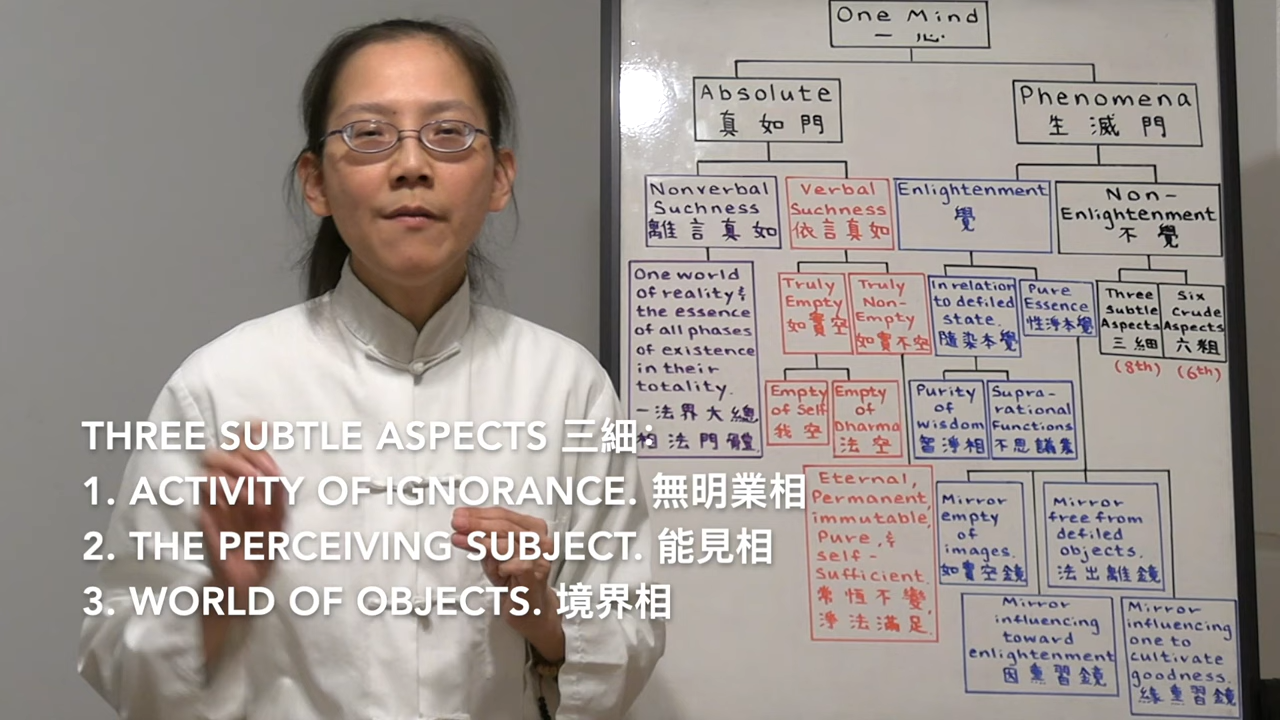 One Mind
一心
Absolute
真如門
Phenomena
生滅門
Nonverbal
Suchness
離言真如
Verbal
Suchness
依言真如
Enlightenment
覺
Non-
Enlightenment
不覺
One world
of reality &
the essence
of all phases
of existence
in their
totality.
一法界大總
相法門體
Truly
Empty
如實空
Truly
Non-
Empty
如實不空
In relation
to defiled
state.
隨染本覺
Pure
Essence
性淨本覺
Three
Subtle
Aspects
三細
(8th)
Six
Crude
Aspects
六粗
(6th)
Empty
of Self
我空
Empty
of
Dharma
法空
Purity
of
Wisdom
智淨相
Supra-
rational
Functions
不思議業
Eternal,
Permanent,
immutable,
Pure, &
self-
sufficient.
常恆不變,
淨法滿足.
Mirror
empty
of
images.
如實空鏡
Mirror
free from
defiled
objects.
法出離鏡
Mirror
influencing
toward
enlightenment
因熏習鏡
Mirror
influencing
one to
cultivate
goodness.
緣熏習鏡
THREE SUBTLE ASPECTS 三細:
1. ACTIVITY OF IGNORANCE. 無明業相
2. THE PERCEIVING SUBJECT. 能見相
3. WORLD OF OBJECTS. 境界相